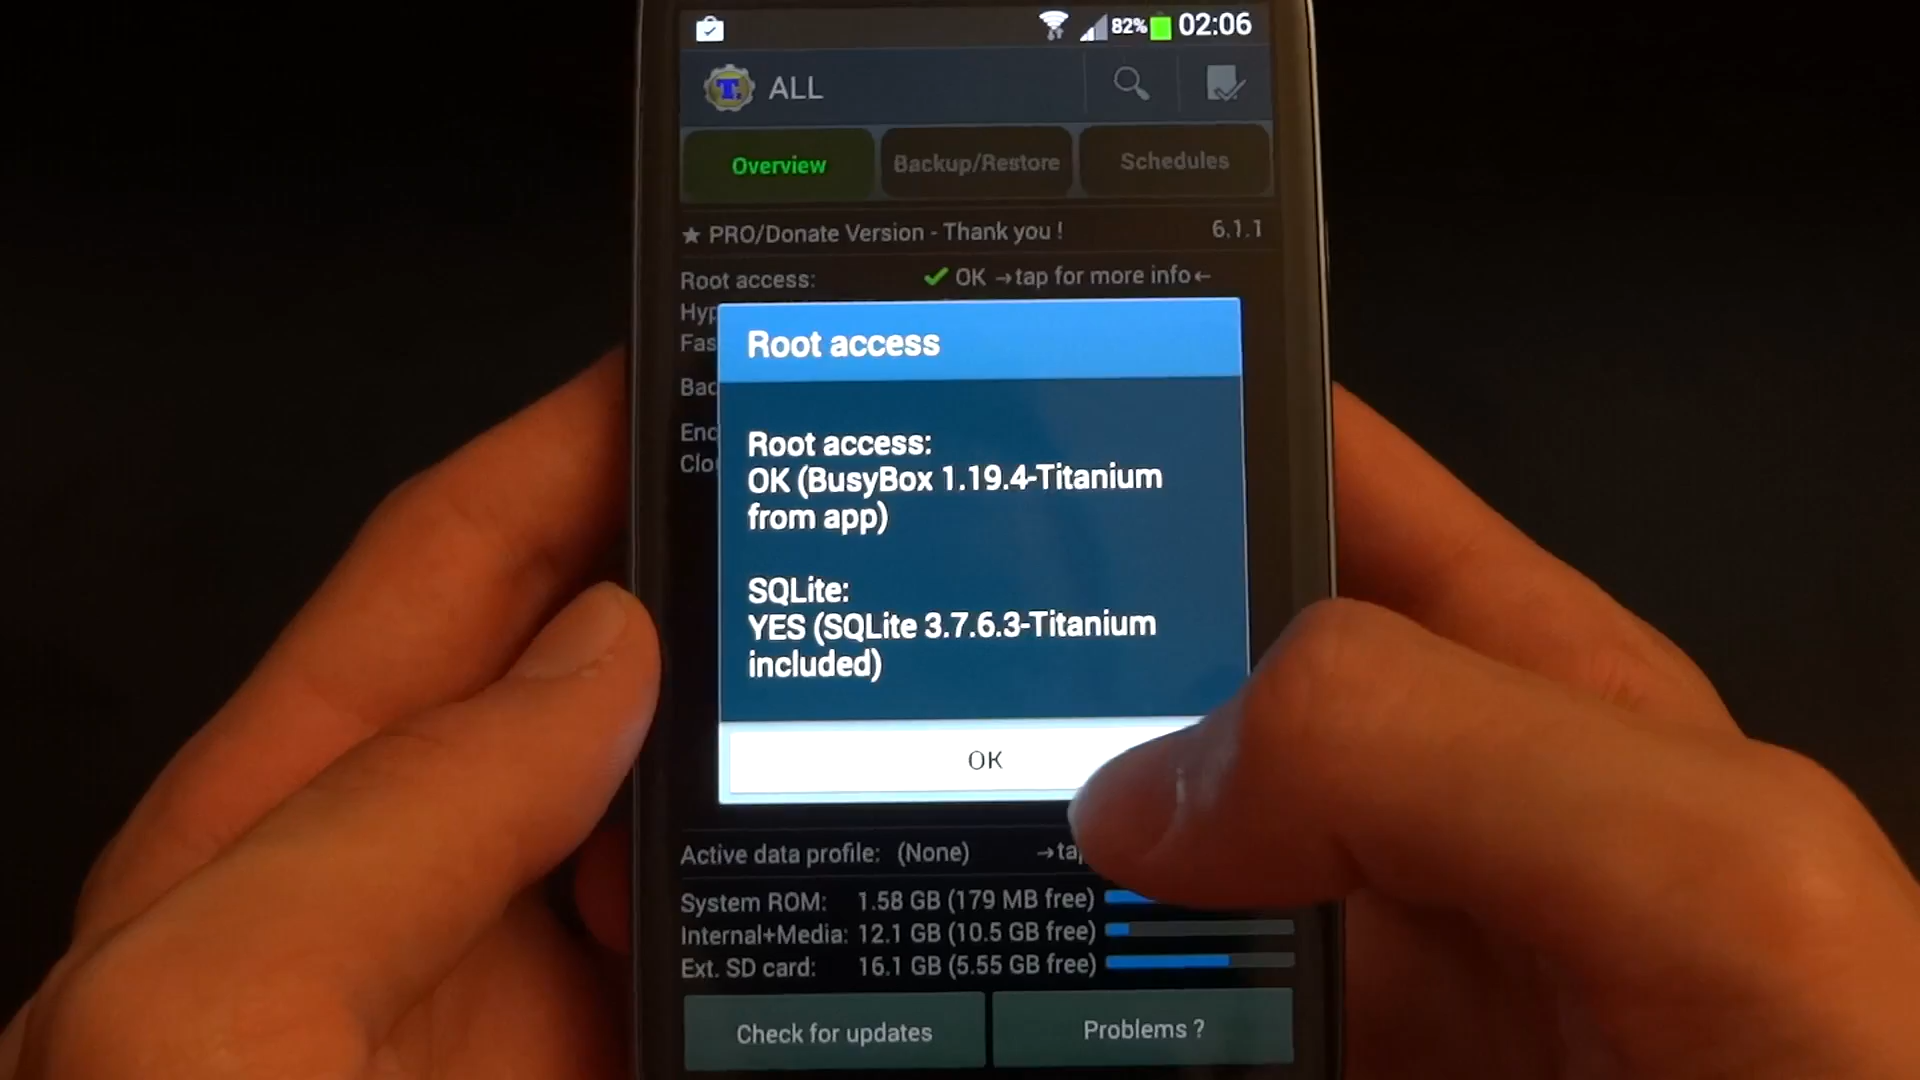 82% 02:06
T ALL
Overview Backup/Restore Schedules
★ PRO/Donate Version - Thank you ! 6.1.1
Root access: ✔ OK →tap for more info←
Hyp
Fas
Bac
Enc
Clo
Root access
Root access:
OK (BusyBox 1.19.4-Titanium
from app)
SQLite:
YES (SQLite 3.7.6.3-Titanium
included)
OK
Active data profile: (None) →tap
System ROM: 1.58 GB (179 MB free)
Internal+Media: 12.1 GB (10.5 GB free)
Ext. SD card: 16.1 GB (5.55 GB free)
Check for updates Problems ?